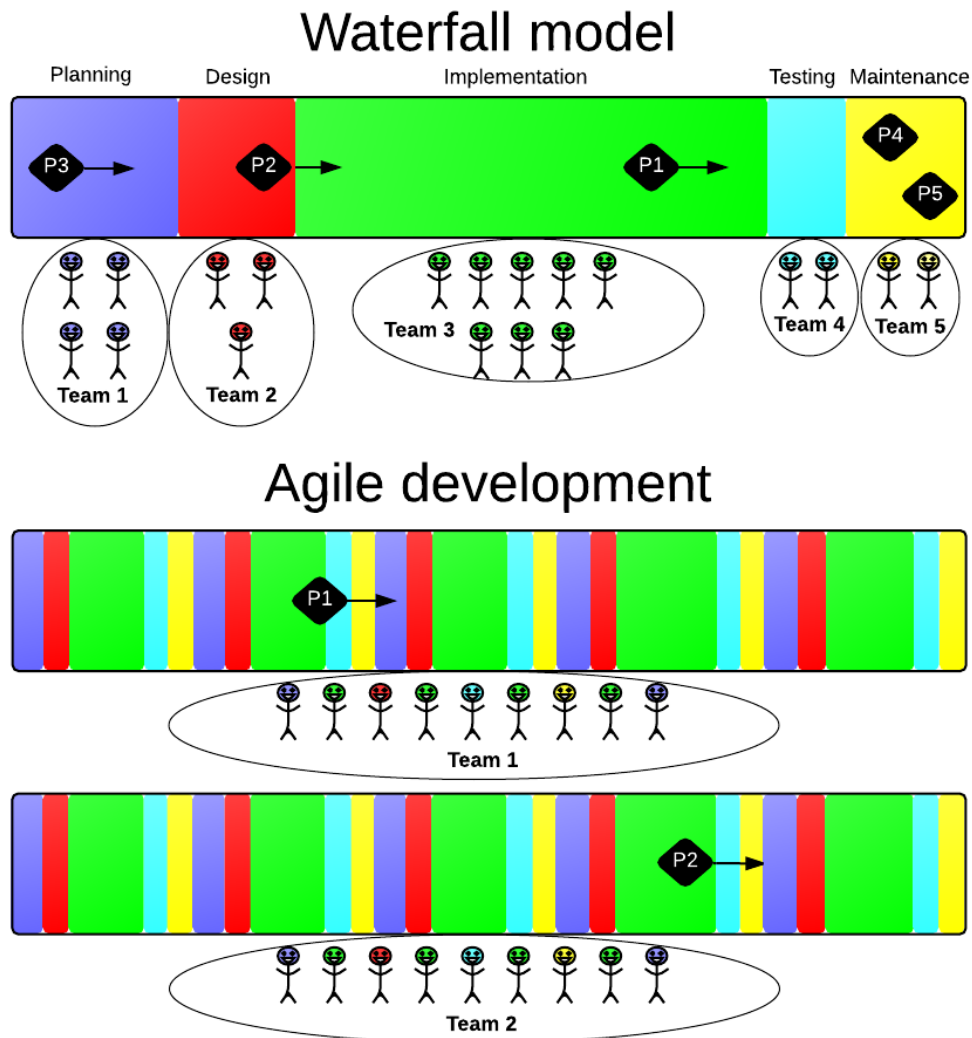 Waterfall model
Planning Design Implementation Testing Maintenance
P3 P2 P1 P4
P5
Team 1 Team 2 Team 3 Team 4 Team 5
Agile development
P1
Team 1
P2
Team 2